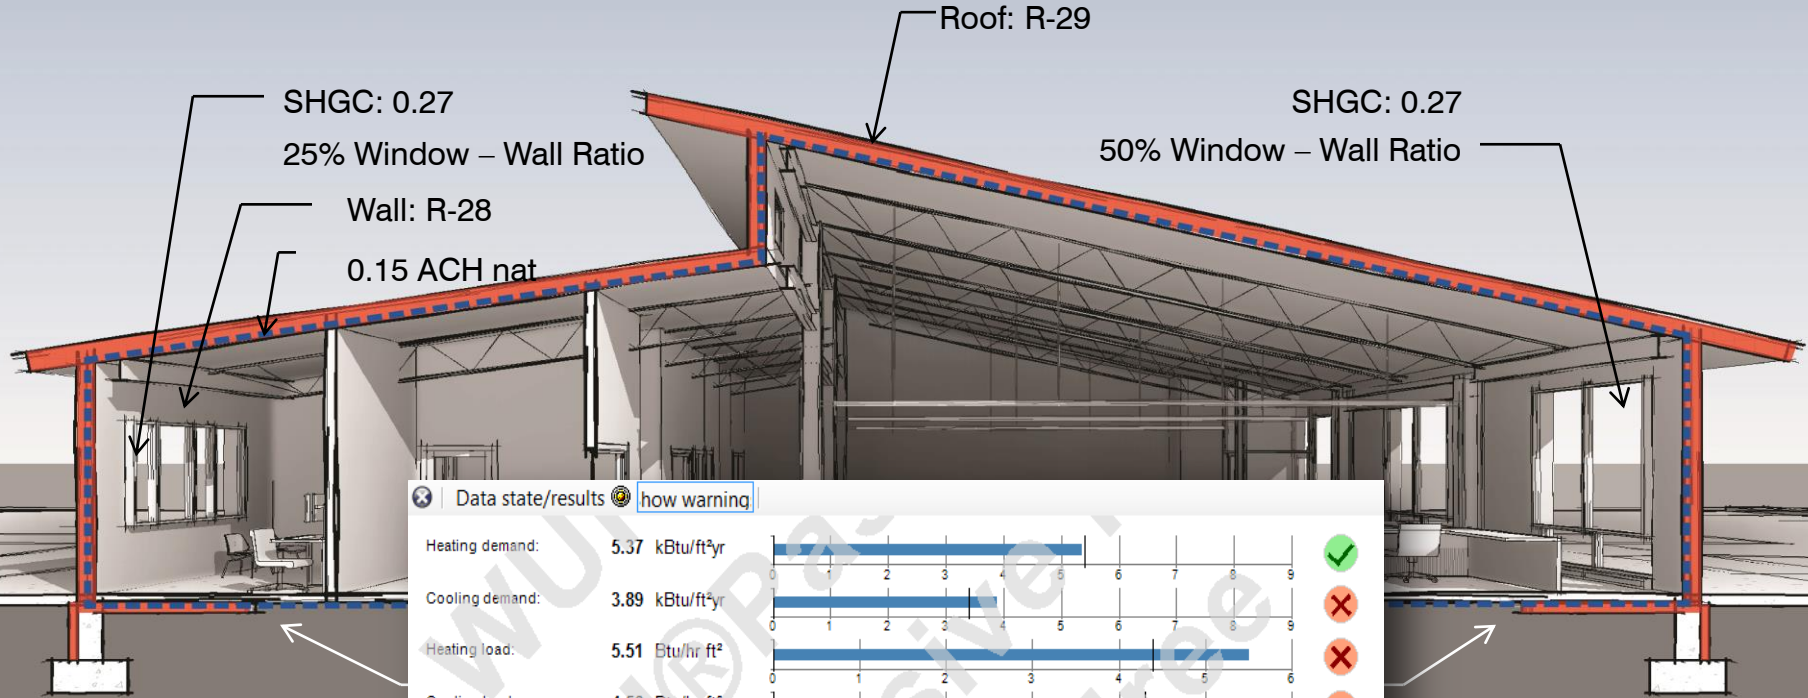 Roof: R-29
SHGC: 0.27
25% Window – Wall Ratio
SHGC: 0.27
50% Window – Wall Ratio
Wall: R-28
0.15 ACH nat
Data state/results how warning
Heating demand: 5.37 kBtu/ft²yr
0 1 2 3 4 5 6 7 8 9
Cooling demand: 3.89 kBtu/ft²yr
0 1 2 3 4 5 6 7 8 9
Heating load: 5.51 Btu/hr ft²
0 1 2 3 4 5 6